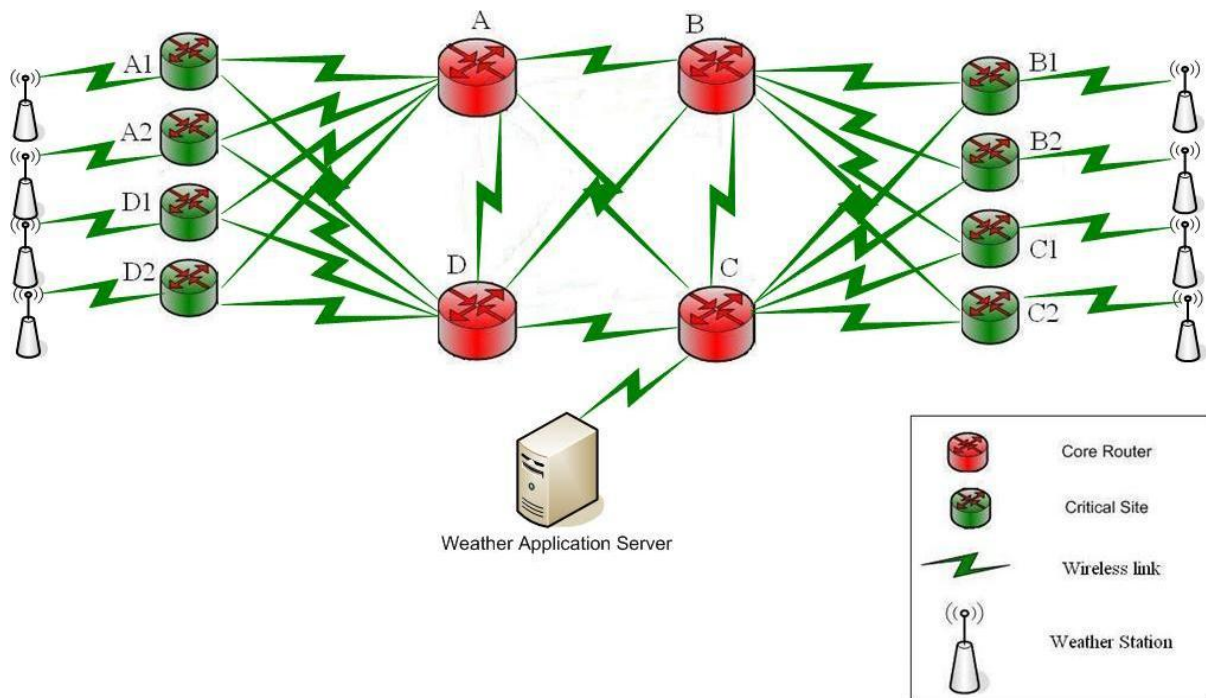 A
B
A1
B1
A2
B2
D1
C1
D
C
D2
C2
Weather Application Server
Core Router
Critical Site
Wireless link
Weather Station